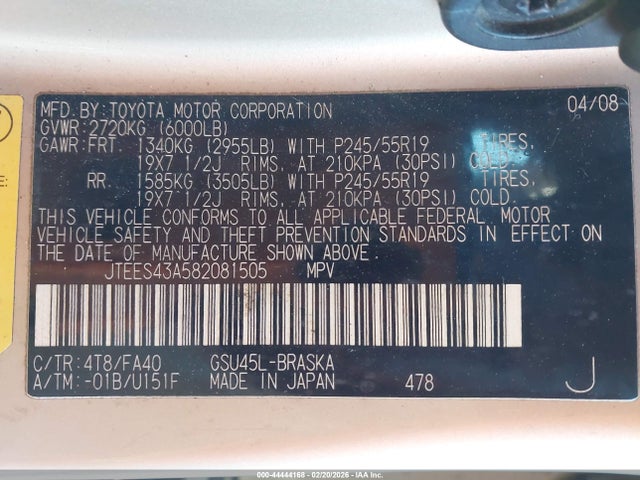 MFD. BY: TOYOTA MOTOR CORPORATION 04/08
GVWR: 2720KG (6000LB)
GAWR: FRT. 1340KG (2955LB) WITH P245/55R19 TIRES,
19X7 1/2J RIMS, AT 210KPA (30PSI) COLD.
RR. 1585KG (3505LB) WITH P245/55R19 TIRES,
19X7 1/2J RIMS, AT 210KPA (30PSI) COLD.
THIS VEHICLE CONFORMS TO ALL APPLICABLE FEDERAL MOTOR
VEHICLE SAFETY AND THEFT PREVENTION STANDARDS IN EFFECT ON
THE DATE OF MANUFACTURE SHOWN ABOVE.
JTEES43A582081505 MPV
C/TR: 4T8/FA40 GSU45L-BRASKA
A/TM: -01B/U151F MADE IN JAPAN 478 J
000-44444168 - 02/20/2026 - IAA Inc.